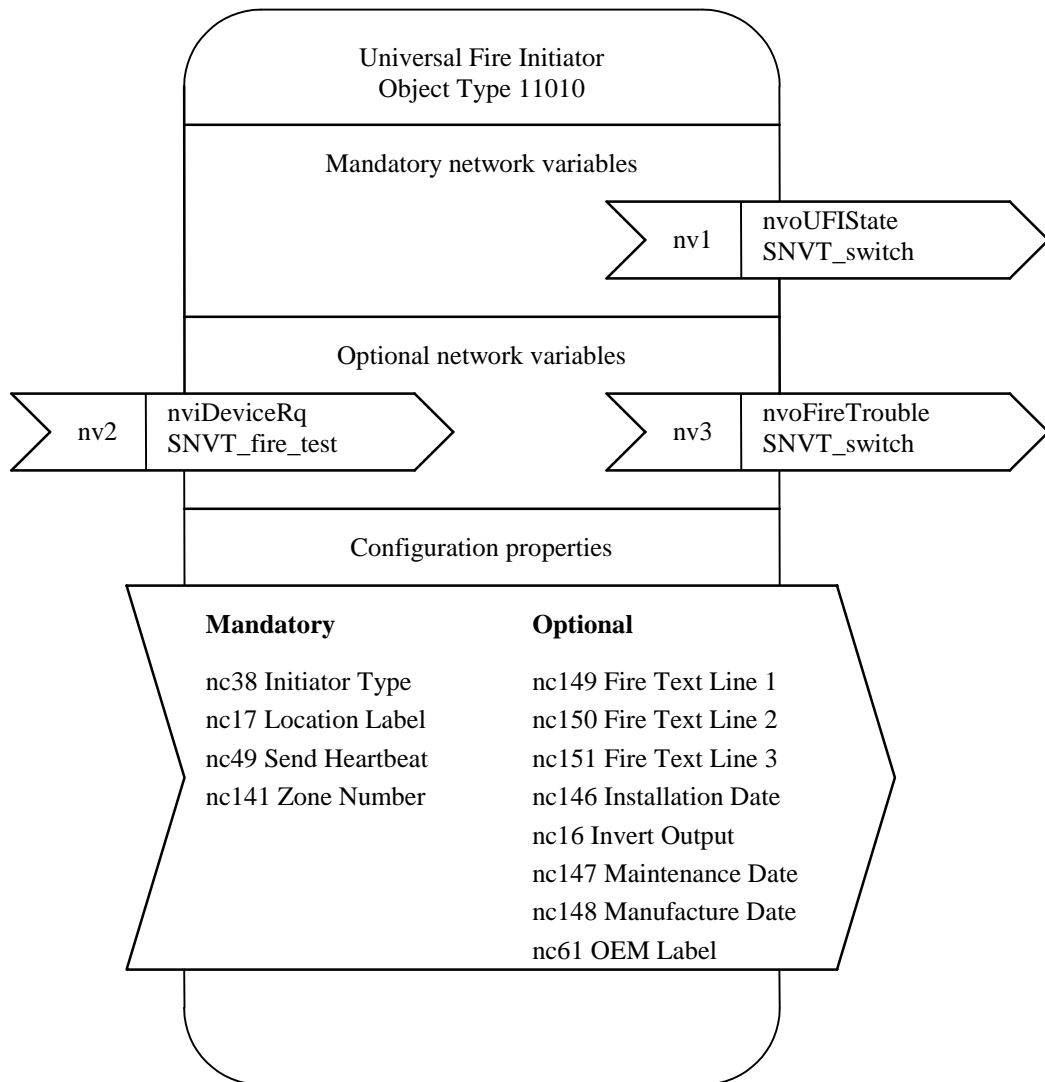 Universal Fire Initiator
Object Type 11010
Mandatory network variables
nv1
nvoUFIState
SNVT_switch
Optional network variables
nv2
nviDeviceRq
SNVT_fire_test
nv3
nvoFireTrouble
SNVT_switch
Configuration properties
Mandatory
nc38 Initiator Type
nc17 Location Label
nc49 Send Heartbeat
nc141 Zone Number
Optional
nc149 Fire Text Line 1
nc150 Fire Text Line 2
nc151 Fire Text Line 3
nc146 Installation Date
nc16 Invert Output
nc147 Maintenance Date
nc148 Manufacture Date
nc61 OEM Label